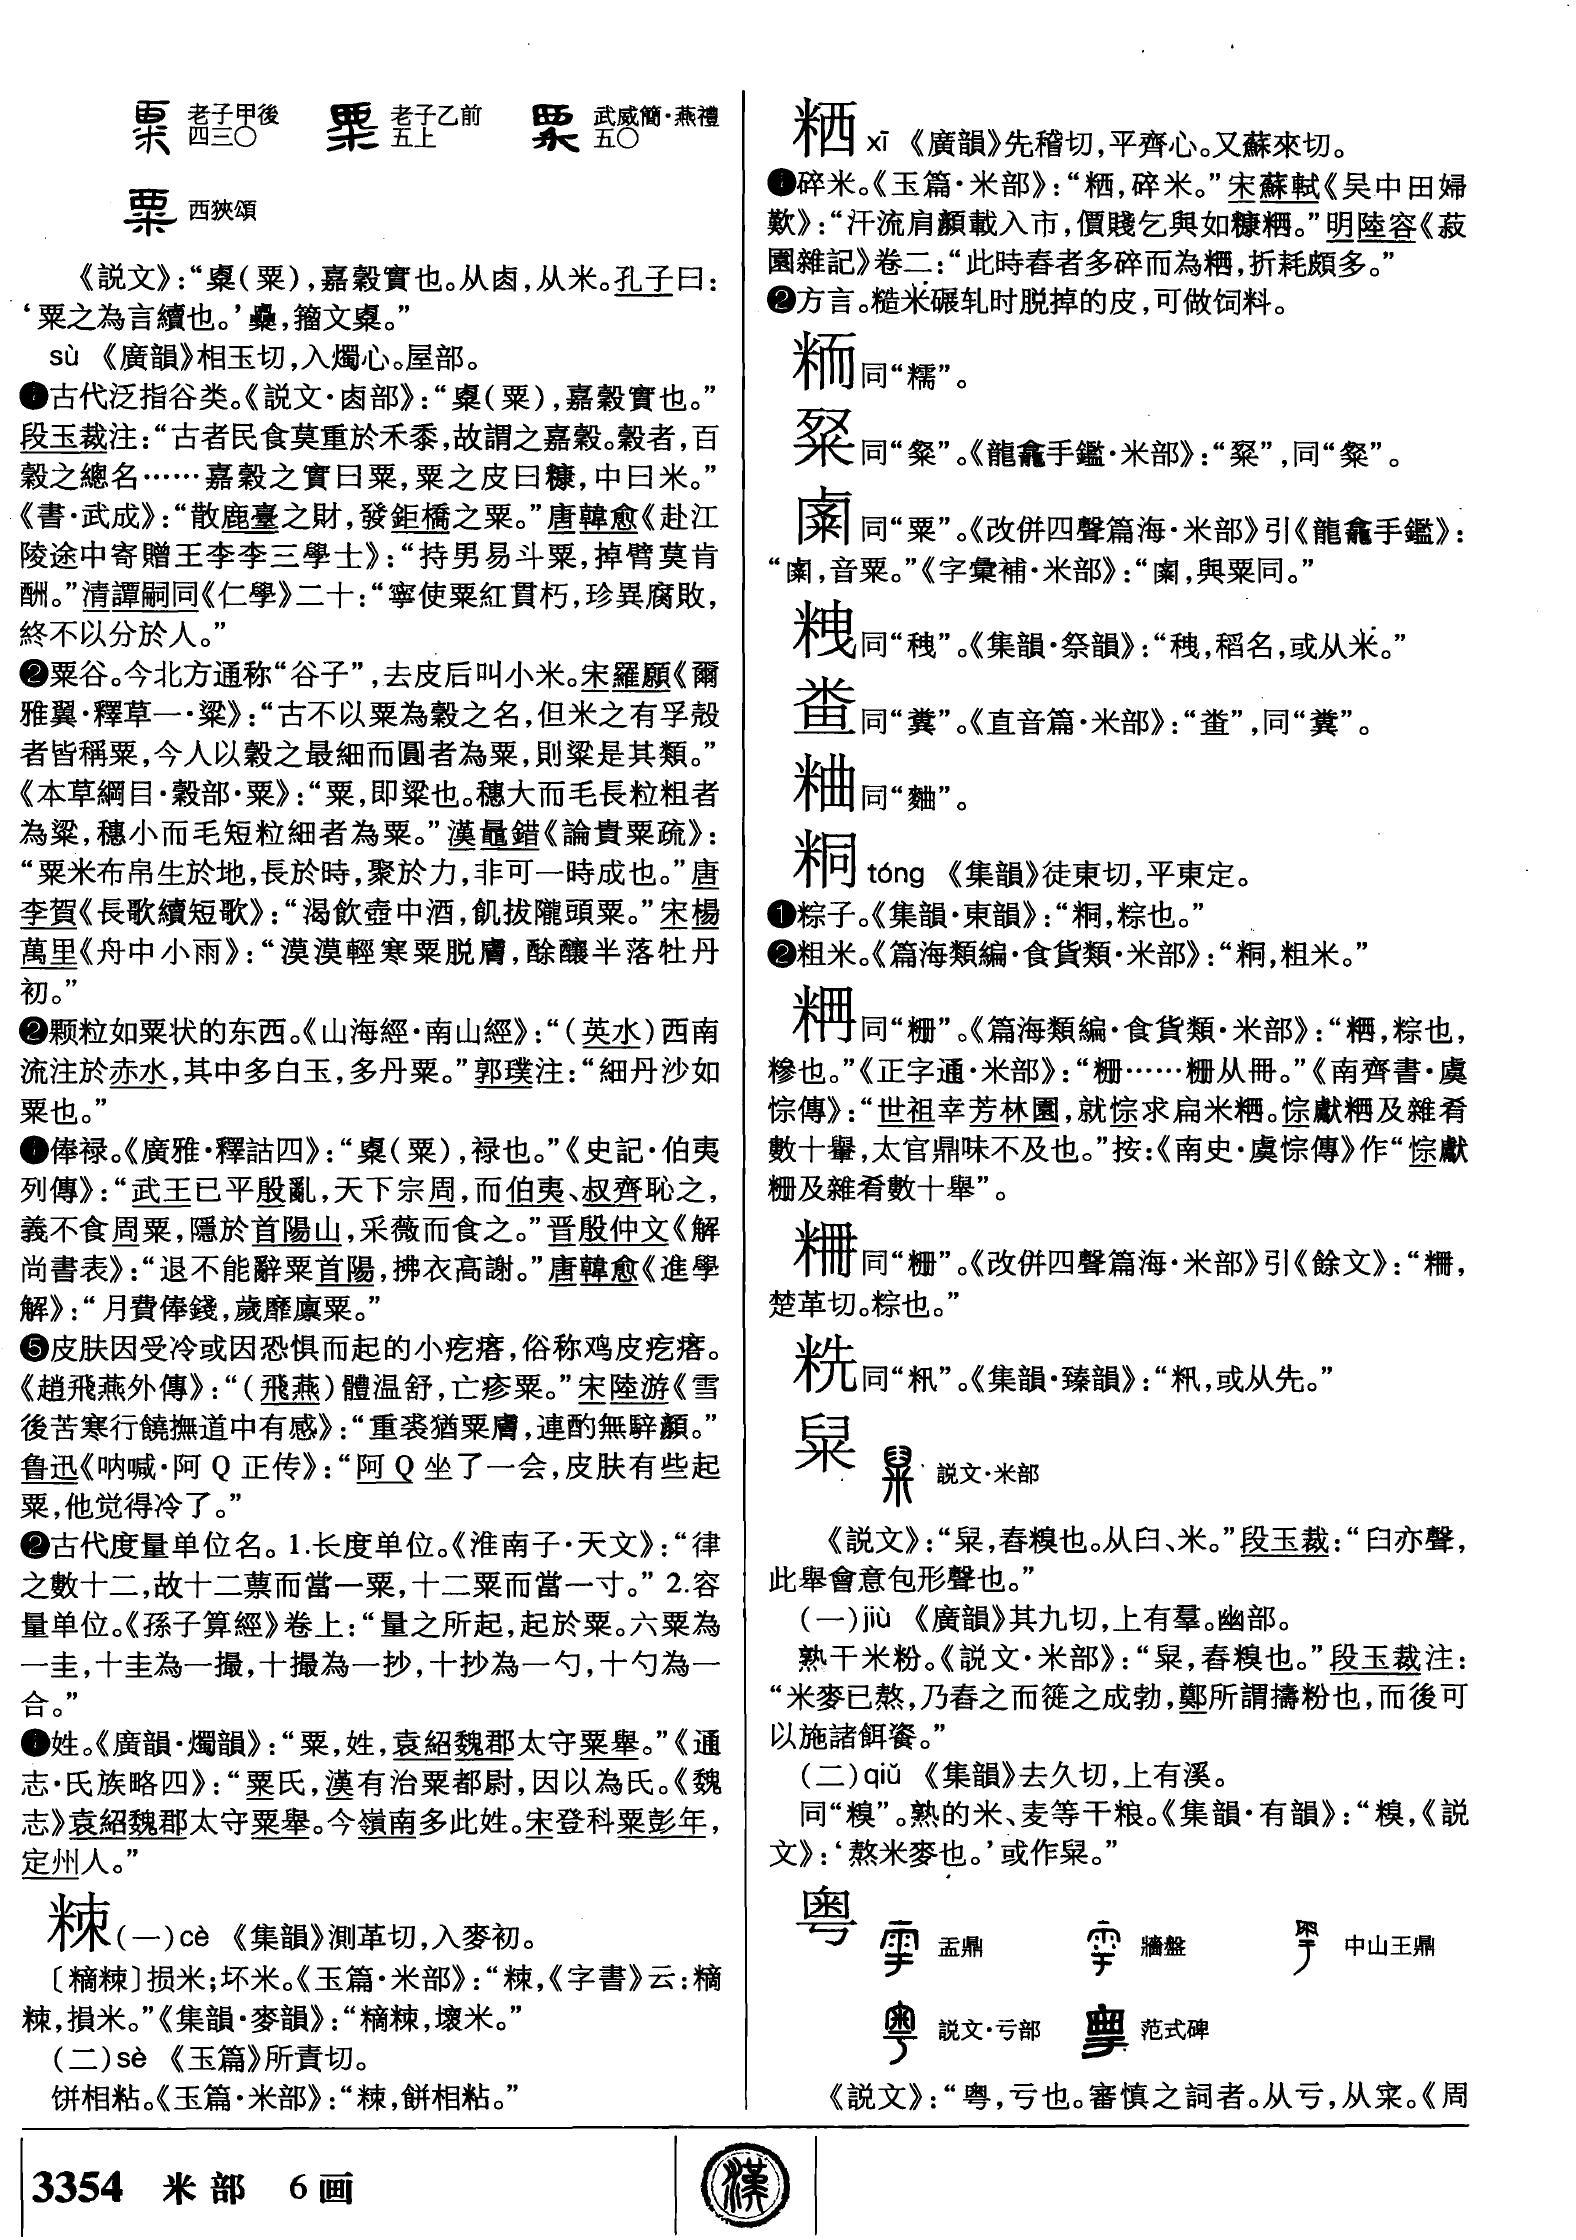 老子甲後 老子乙前 武威簡·燕禮
四三〇 五上 五〇
西狹頌
《説文》：“㮚(粟)，嘉穀實也。从卤，从米。孔子曰：
‘粟之為言續也。’，籀文㮚。”
sù 《廣韻》相玉切，入燭心。屋部。
古代泛指谷类。《説文·卤部》：“㮚(粟)，嘉穀實也。”
段玉裁注：“古者民食莫重於禾黍，故謂之嘉穀。穀者，百
穀之總名……嘉穀之實曰粟，粟之皮曰糠，中曰米。”
《書·武成》：“散鹿臺之財，發鉅橋之粟。”唐韓愈《赴江
陵途中寄贈王李李三學士》：“持男易斗粟，掉臂莫肯
酬。”清譚嗣同《仁學》二十：“寧使粟紅貫朽，珍異腐敗，
終不以分於人。”
❷粟谷。今北方通称“谷子”，去皮后叫小米。宋羅願《爾
雅翼·釋草一·粱》：“古不以粟為穀之名，但米之有孚殼
者皆稱粟，今人以穀之最細而圓者為粟，則粱是其類。”
《本草綱目·穀部·粟》：“粟，即粱也。穗大而毛長粒粗者
為粱，穗小而毛短粒細者為粟。”漢鼂錯《論貴粟疏》：
“粟米布帛生於地，長於時，聚於力，非可一時成也。”唐
李賀《長歌續短歌》：“渴飲壺中酒，飢拔隴頭粟。”宋楊
萬里《舟中小雨》：“漠漠輕寒粟脱膚，酴釀半落牡丹
初。”
❷颗粒如粟状的东西。《山海經·南山經》：“(英水)西南
流注於赤水，其中多白玉，多丹粟。”郭璞注：“細丹沙如
粟也。”
俸禄。《廣雅·釋詁四》：“㮚(粟)，禄也。”《史記·伯夷
列傳》：“武王已平殷亂，天下宗周，而伯夷、叔齊恥之，
義不食周粟，隱於首陽山，采薇而食之。”晋殷仲文《解
尚書表》：“退不能辭粟首陽，拂衣高謝。”唐韓愈《進學
解》：“月費俸錢，歲靡廪粟。”
❺皮肤因受冷或因恐惧而起的小疙瘩，俗称鸡皮疙瘩。
《趙飛燕外傳》：“(飛燕)體温舒，亡疹粟。”宋陸游《雪
後苦寒行饒撫道中有感》：“重裘猶粟膚，連酌無騂顔。”
鲁迅《呐喊·阿Q正传》：“阿Q坐了一会，皮肤有些起
粟，他觉得冷了。”
❷古代度量单位名。1.长度单位。《淮南子·天文》：“律
之數十二，故十二蔈而當一粟，十二粟而當一寸。”2.容
量单位。《孫子算經》卷上：“量之所起，起於粟。六粟為
一圭，十圭為一撮，十撮為一抄，十抄為一勺，十勺為一
合。”
姓。《廣韻·燭韻》：“粟，姓，袁紹魏郡太守粟舉。”《通
志·氏族略四》：“粟氏，漢有治粟都尉，因以為氏。《魏
志》袁紹魏郡太守粟舉。今嶺南多此姓。宋登科粟彭年，
定州人。”
𥹫(一)cè 《集韻》測革切，入麥初。
〔䊞𥹫〕损米；坏米。《玉篇·米部》：“𥹫，《字書》云：䊞
𥹫，損米。”《集韻·麥韻》：“䊞𥹫，壞米。”
(二)sè 《玉篇》所責切。
饼相粘。《玉篇·米部》：“𥹫，餅相粘。”
粞xī 《廣韻》先稽切，平齊心。又蘇來切。
碎米。《玉篇·米部》：“粞，碎米。”宋蘇軾《吴中田婦
歎》：“汗流肩顏載入市，價賤乞與如糠粞。”明陸容《菽
園雜記》卷二：“此時舂者多碎而為粞，折耗頗多。”
❷方言。糙米碾轧时脱掉的皮，可做饲料。
粫同“糯”。
同“粲”。《龍龕手鑑·米部》：“”，同“粲”。
同“粟”。《改併四聲篇海·米部》引《龍龕手鑑》：
“，音粟。”《字彙補·米部》：“，與粟同。”
同“𥞃”。《集韻·祭韻》：“，稻名，或从米。”
同“糞”。《直音篇·米部》：“”，同“糞”。
粬同“麯”。
粡tóng 《集韻》徒東切，平東定。
❶粽子。《集韻·東韻》：“粡，粽也。”
❷粗米。《篇海類編·食貨類·米部》：“粡，粗米。”
同“粣”。《篇海類編·食貨類·米部》：“，粽也，
糝也。”《正字通·米部》：“粣……粣从冊。”《南齊書·虞
悰傳》：“世祖幸芳林園，就悰求扁米粣。悰獻粣及雜肴
數十轝，太官鼎味不及也。”按：《南史·虞悰傳》作“悰獻
粣及雜肴數十舉”。
同“粣”。《改併四聲篇海·米部》引《餘文》：“，
楚革切。粽也。”
粩同“籸”。《集韻·臻韻》：“籸，或从先。”
䊆 説文·米部
《説文》：“䊆，舂糗也。从臼、米。”段玉裁：“臼亦聲，
此舉會意包形聲也。”
(一)jiù 《廣韻》其九切，上有羣。幽部。
熟干米粉。《説文·米部》：“䊆，舂糗也。”段玉裁注：
“米麥已熬，乃舂之而簁之成勃，鄭所謂擣粉也，而後可
以施諸餌餈。”
(二)qiǔ 《集韻》去久切，上有溪。
同“糗”。熟的米、麦等干粮。《集韻·有韻》：“糗，《説
文》：‘熬米麥也。’或作䊆。”
粤 盂鼎 牆盤 中山王鼎
説文·亏部 范式碑
《説文》：“粤，亏也。審慎之詞者。从亏，从寀。《周
3354 米部 6画
漢